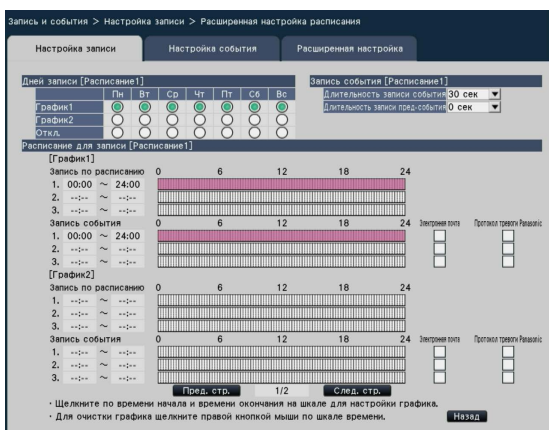 Запись и события > Настройка записи > Расширенная настройка расписания
Настройка записи Настройка события Расширенная настройка
Дней записи [Расписание1] Запись события [Расписание1]
Пн Вт Ср Чт Пт Сб Вс
График1
График2
Откл.
Длительность записи события 30 сек
Длительность записи пред-события 0 сек
Расписание для записи [Расписание1]
[График1]
Запись по расписанию 0 6 12 18 24
1. 00:00 ~ 24:00
2. --:-- ~ --:--
3. --:-- ~ --:--
Запись события 0 6 12 18 24 Электронная почта Протокол тревоги Panasonic
1. 00:00 ~ 24:00
2. --:-- ~ --:--
3. --:-- ~ --:--
[График2]
Запись по расписанию 0 6 12 18 24
1. --:-- ~ --:--
2. --:-- ~ --:--
3. --:-- ~ --:--
Запись события 0 6 12 18 24 Электронная почта Протокол тревоги Panasonic
1. --:-- ~ --:--
2. --:-- ~ --:--
3. --:-- ~ --:--
Пред. стр. 1/2 След. стр.
· Щелкните по времени начала и времени окончания на шкале для настройки графика.
· Для очистки графика щелкните правой кнопкой мыши по шкале времени. Назад